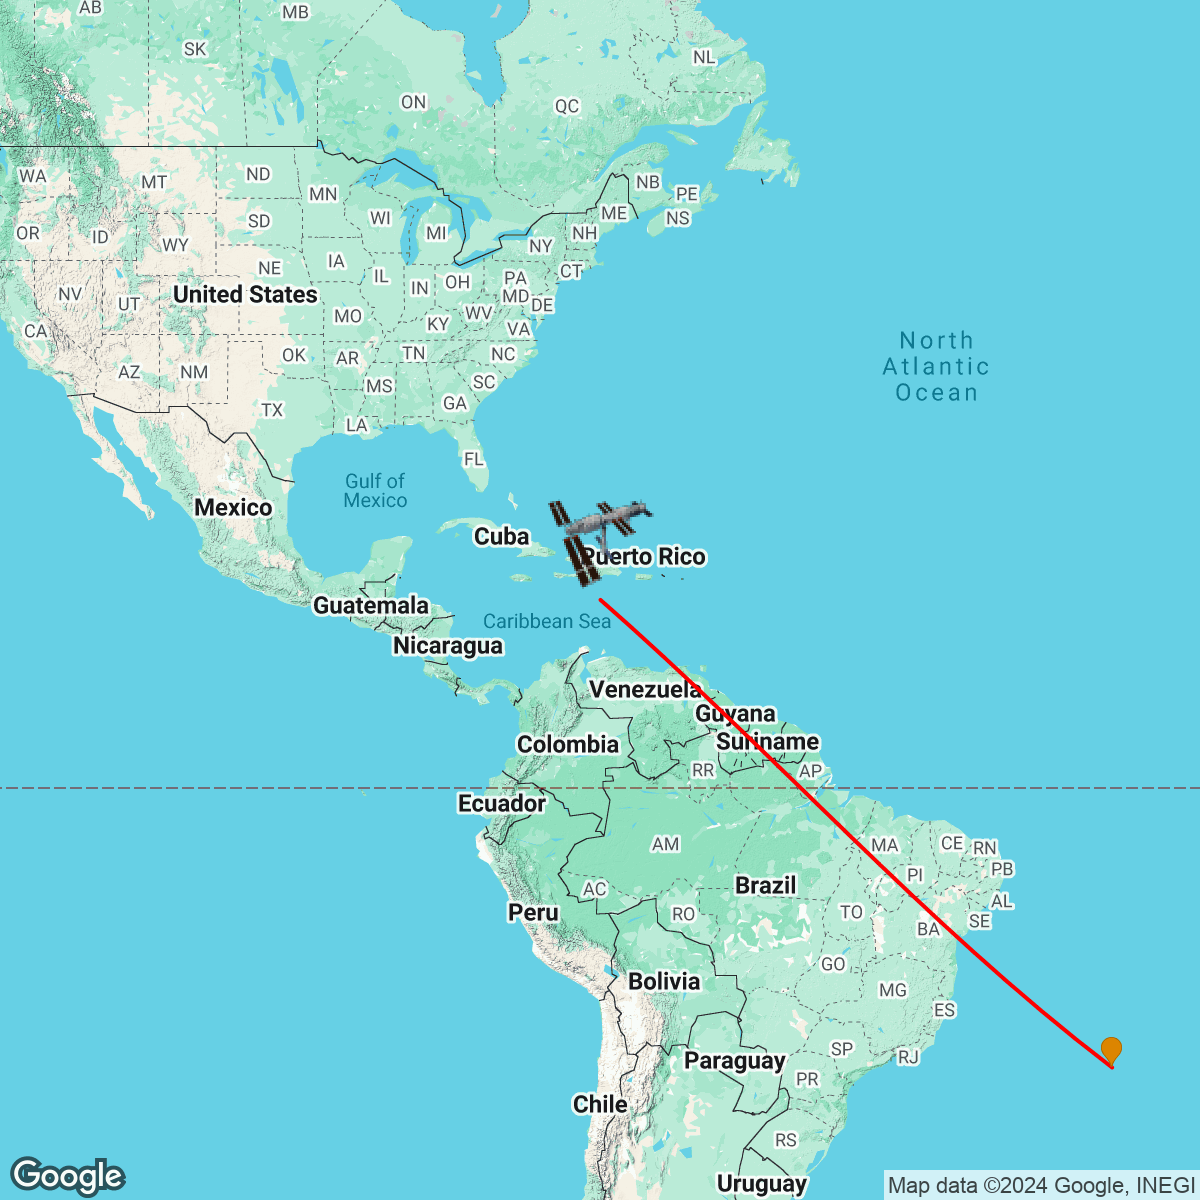 AB
MB
SK
NL
ON
QC
WA
MT
ND
MN
NB
PE
OR
ID
WY
SD
WI
MI
ME
NS
NH
NY
IA
NE
IL
IN
OH
PA
CT
NV
UT
United States
MD
DE
CA
MO
KY
WV
VA
North
Atlantic
Ocean
OK
AR
TN
NC
AZ
NM
MS
SC
TX
GA
LA
FL
Gulf of
Mexico
Mexico
Cuba
Puerto Rico
Guatemala
Caribbean Sea
Nicaragua
Venezuela
Guyana
Colombia
Suriname
RR
AP
Ecuador
AM
MA
CE
RN
PB
PI
Brazil
AC
AL
Peru
RO
TO
SE
BA
GO
Bolivia
MG
ES
SP
RJ
Paraguay
PR
Chile
RS
Uruguay
Google
Map data ©2024 Google, INEGI